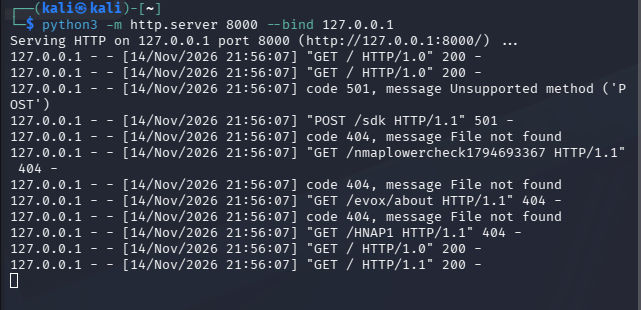 ┌──(kali㉿kali)-[~]
└─$ python3 -m http.server 8000 --bind 127.0.0.1
Serving HTTP on 127.0.0.1 port 8000 (http://127.0.0.1:8000/) ...
127.0.0.1 - - [14/Nov/2026 21:56:07] "GET / HTTP/1.0" 200 -
127.0.0.1 - - [14/Nov/2026 21:56:07] "GET / HTTP/1.0" 200 -
127.0.0.1 - - [14/Nov/2026 21:56:07] code 501, message Unsupported method ('P
OST')
127.0.0.1 - - [14/Nov/2026 21:56:07] "POST /sdk HTTP/1.1" 501 -
127.0.0.1 - - [14/Nov/2026 21:56:07] code 404, message File not found
127.0.0.1 - - [14/Nov/2026 21:56:07] "GET /nmaplowercheck1794693367 HTTP/1.1"
 404 -
127.0.0.1 - - [14/Nov/2026 21:56:07] code 404, message File not found
127.0.0.1 - - [14/Nov/2026 21:56:07] "GET /evox/about HTTP/1.1" 404 -
127.0.0.1 - - [14/Nov/2026 21:56:07] code 404, message File not found
127.0.0.1 - - [14/Nov/2026 21:56:07] "GET /HNAP1 HTTP/1.1" 404 -
127.0.0.1 - - [14/Nov/2026 21:56:07] "GET / HTTP/1.0" 200 -
127.0.0.1 - - [14/Nov/2026 21:56:07] "GET / HTTP/1.1" 200 -